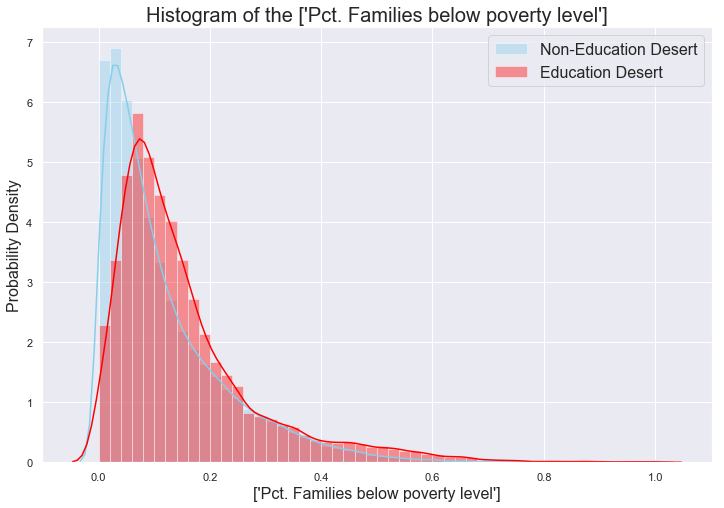 Histogram of the ['Pct. Families below poverty level']
Non-Education Desert
Education Desert
Probability Density
7
6
5
4
3
2
1
0
0.0 0.2 0.4 0.6 0.8 1.0
['Pct. Families below poverty level']